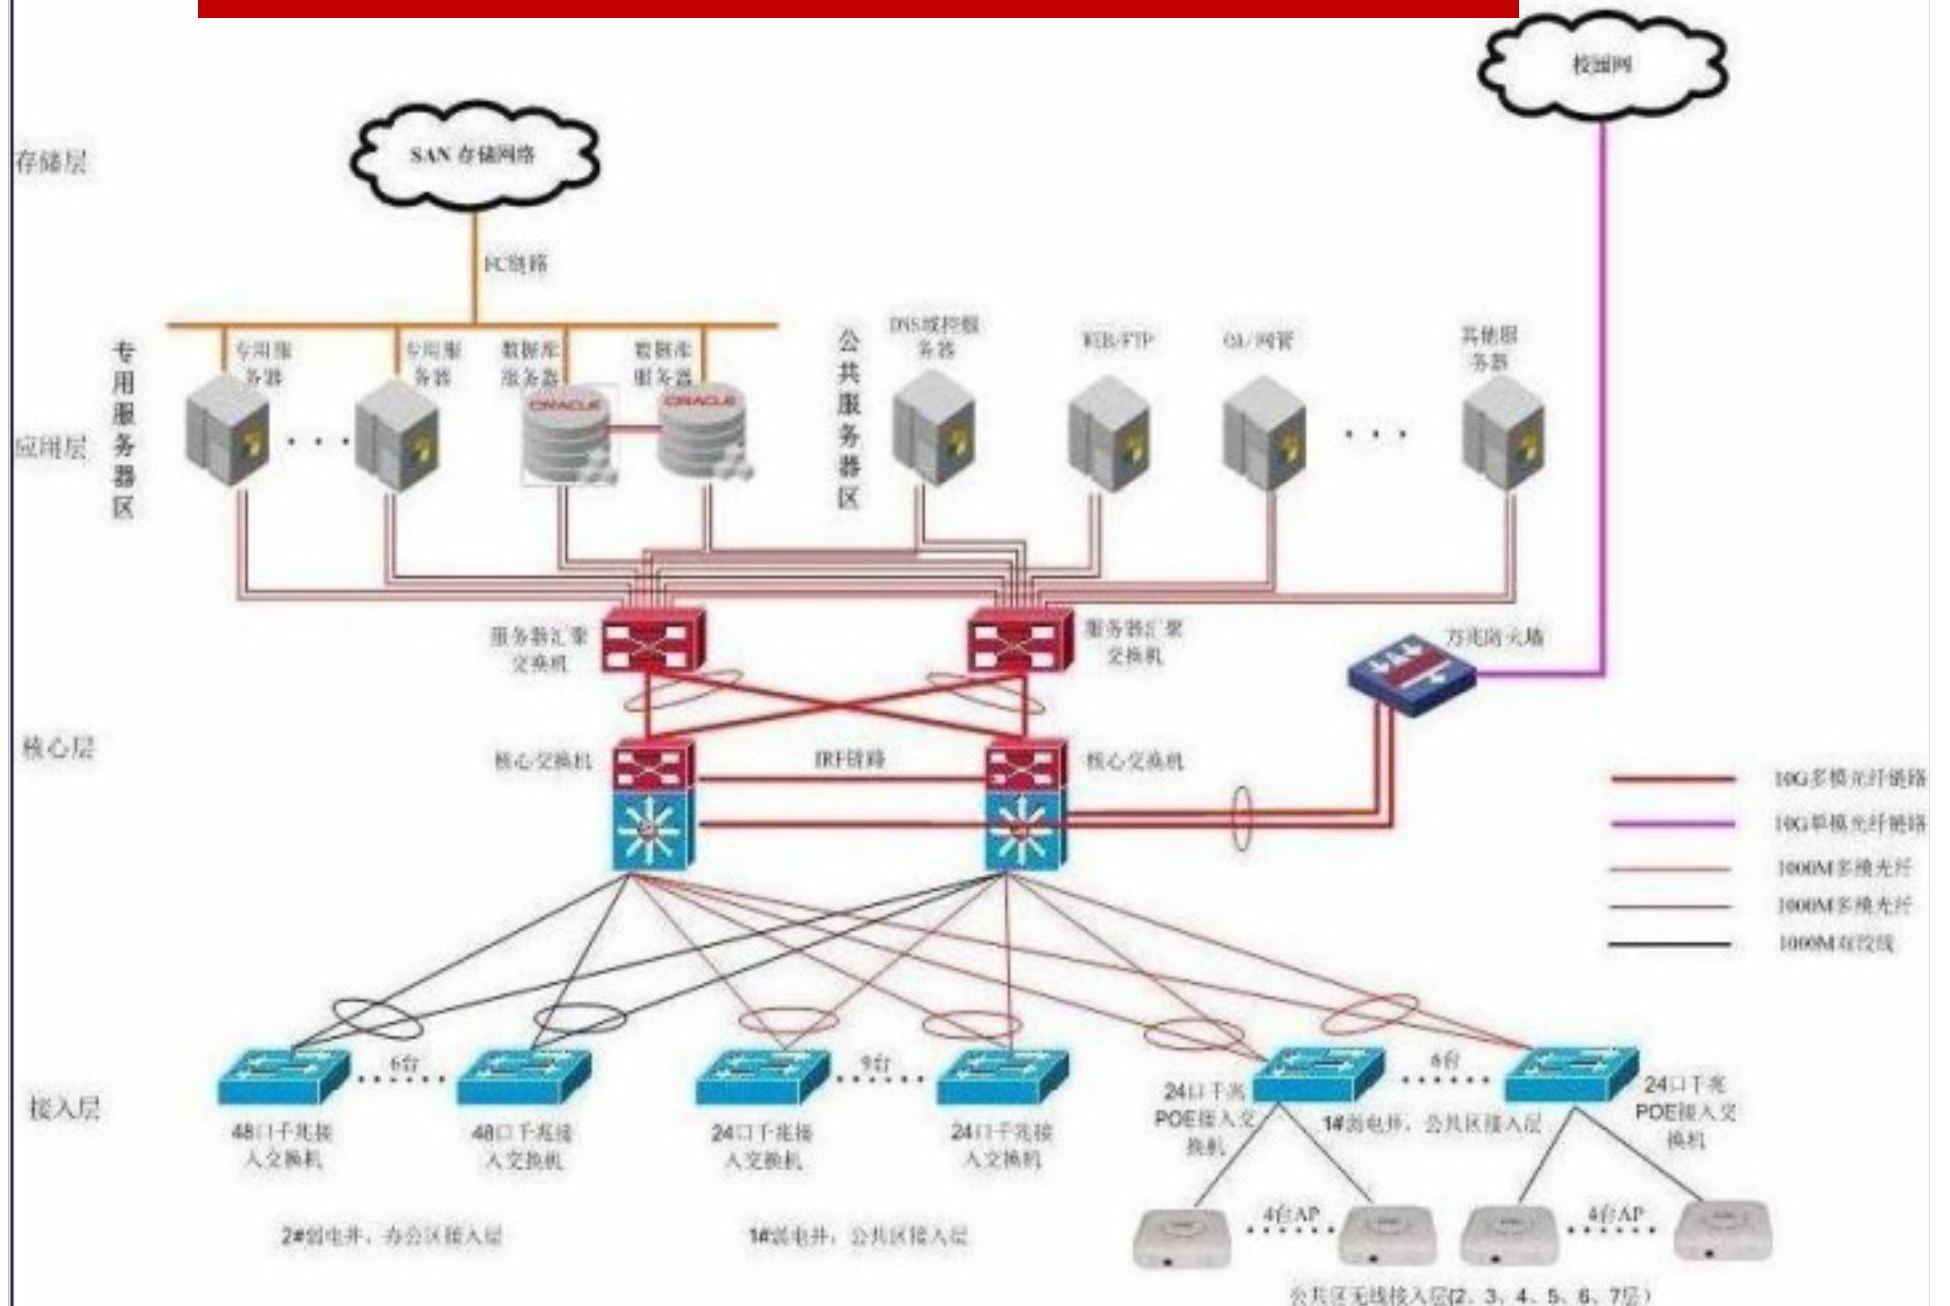 校园网
存储层
SAN 存储网络
FC链路
专用服务器区
专用服
务器
专用服
务器
数据库
服务器
数据库
服务器
公共服务器区
DNS域控服
务器
WEB/FTP
OA/网管
其他服
务器
应用层
ORACLE
ORACLE
服务器汇聚
交换机
服务器汇聚
交换机
万兆防火墙
核心层
核心交换机
IRF链路
核心交换机
10G多模光纤链路
10G单模光纤链路
1000M多模光纤
1000M多模光纤
1000M双绞线
接入层
6台
9台
6台
48口千兆接
入交换机
48口千兆接
入交换机
24口千兆接
入交换机
24口千兆接
入交换机
24口千兆
POE接入交
换机
1#弱电井，公共区接入层
24口千兆
POE接入交
换机
2#弱电井，办公区接入层
1#弱电井，公共区接入层
4台AP
4台AP
公共区无线接入层(2、3、4、5、6、7层)